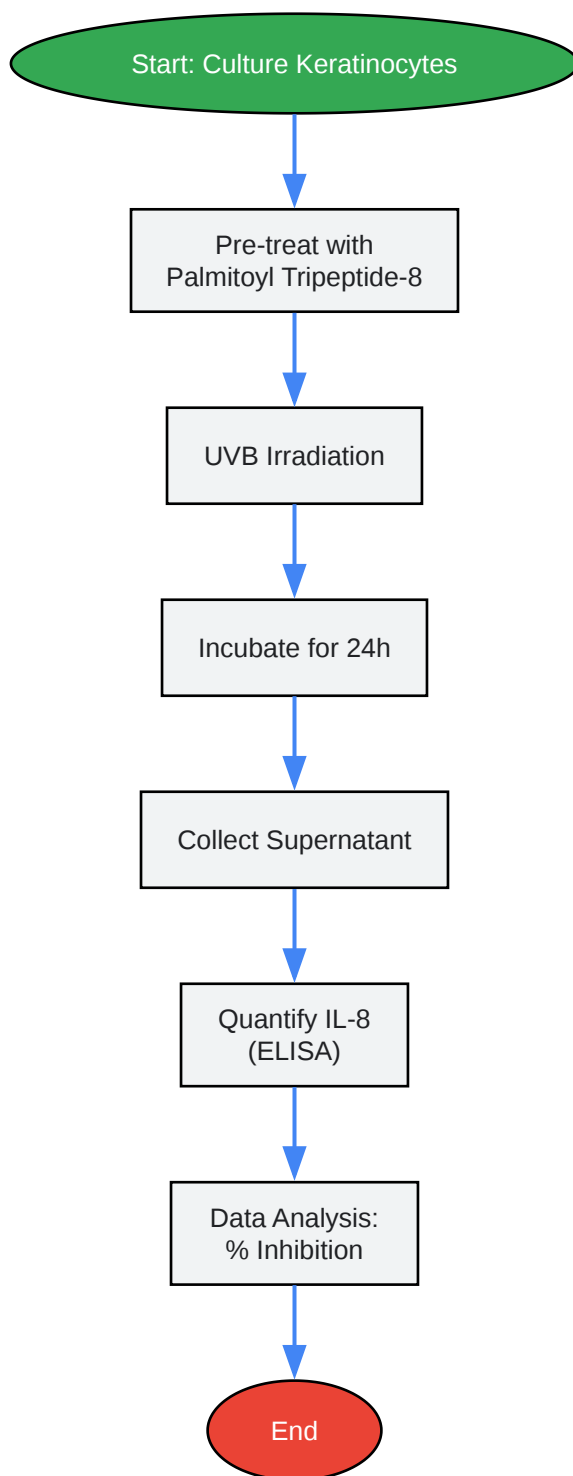 Start: Culture Keratinocytes
Pre-treat with
Palmitoyl Tripeptide-8
UVB Irradiation
Incubate for 24h
Collect Supernatant
Quantify IL-8
(ELISA)
Data Analysis:
% Inhibition
End